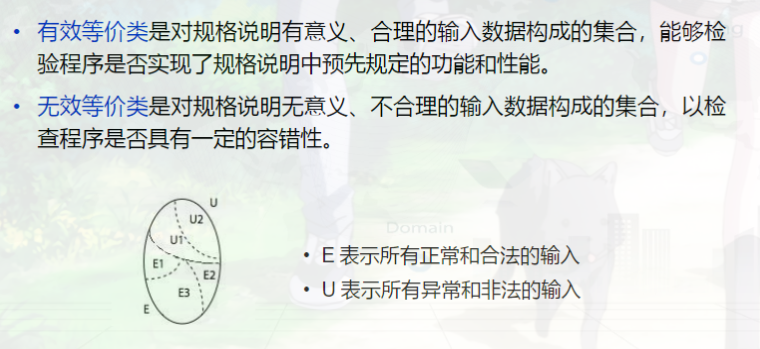 • 有效等价类是对规格说明有意义、合理的输入数据构成的集合，能够检
验程序是否实现了规格说明中预先规定的功能和性能。
• 无效等价类是对规格说明无意义、不合理的输入数据构成的集合，以检
查程序是否具有一定的容错性。
U
U2
U1
E1
E2
E3
E
Domain
• E 表示所有正常和合法的输入
• U 表示所有异常和非法的输入